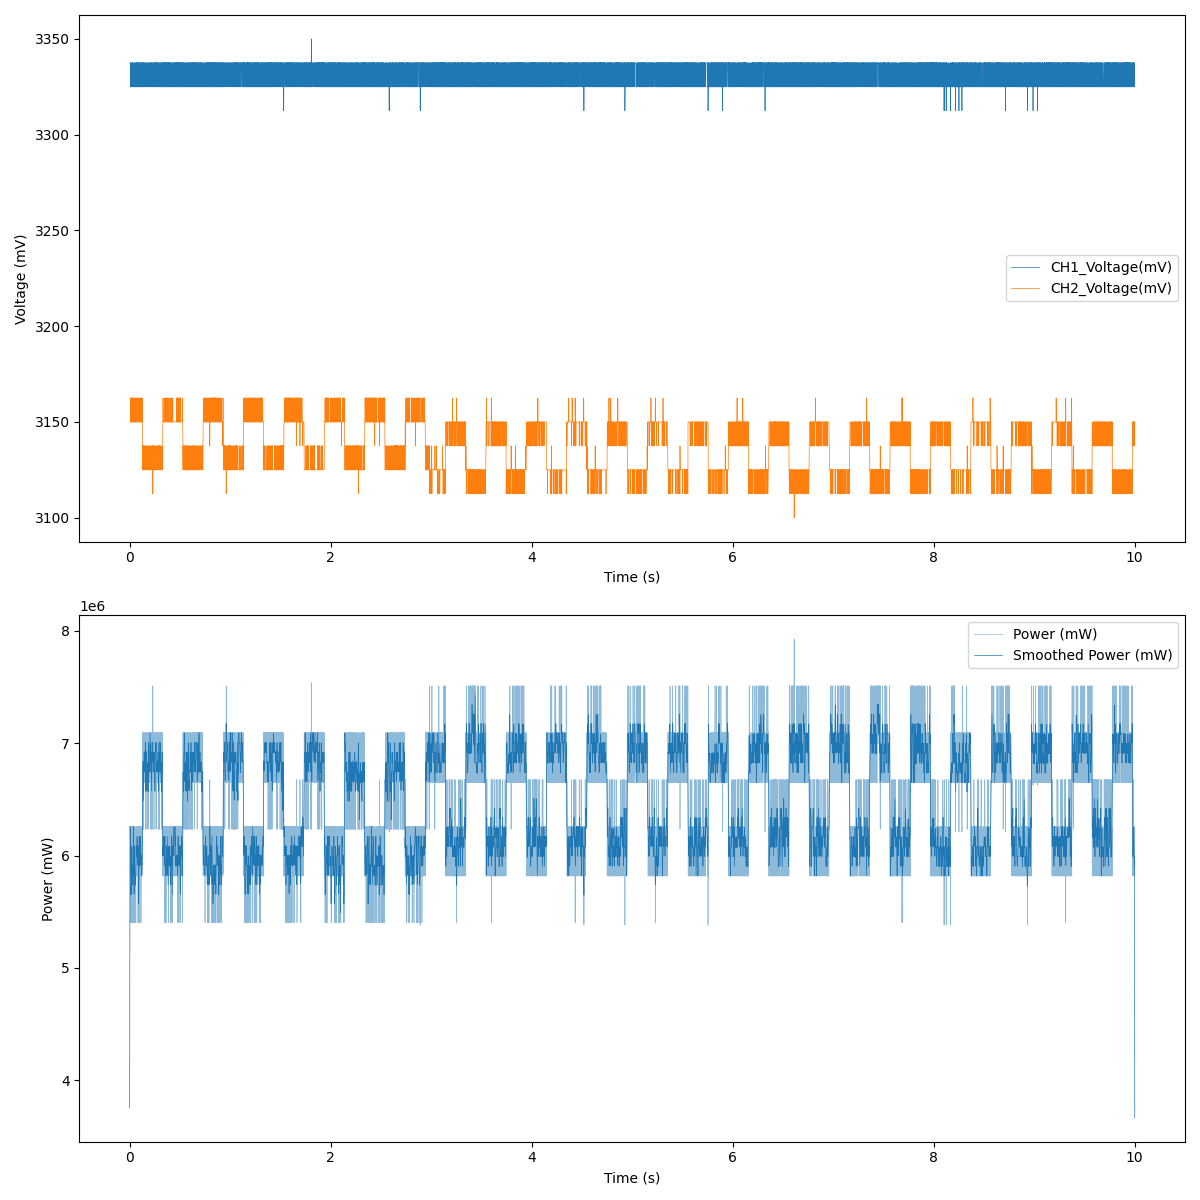 3350
3300
3250
3200
3150
3100
Voltage (mV)
CH1_Voltage(mV)
CH2_Voltage(mV)
0 2 4 6 8 10
Time (s)
1e6
8
7
6
5
4
Power (mW)
Power (mW)
Smoothed Power (mW)
0 2 4 6 8 10
Time (s)